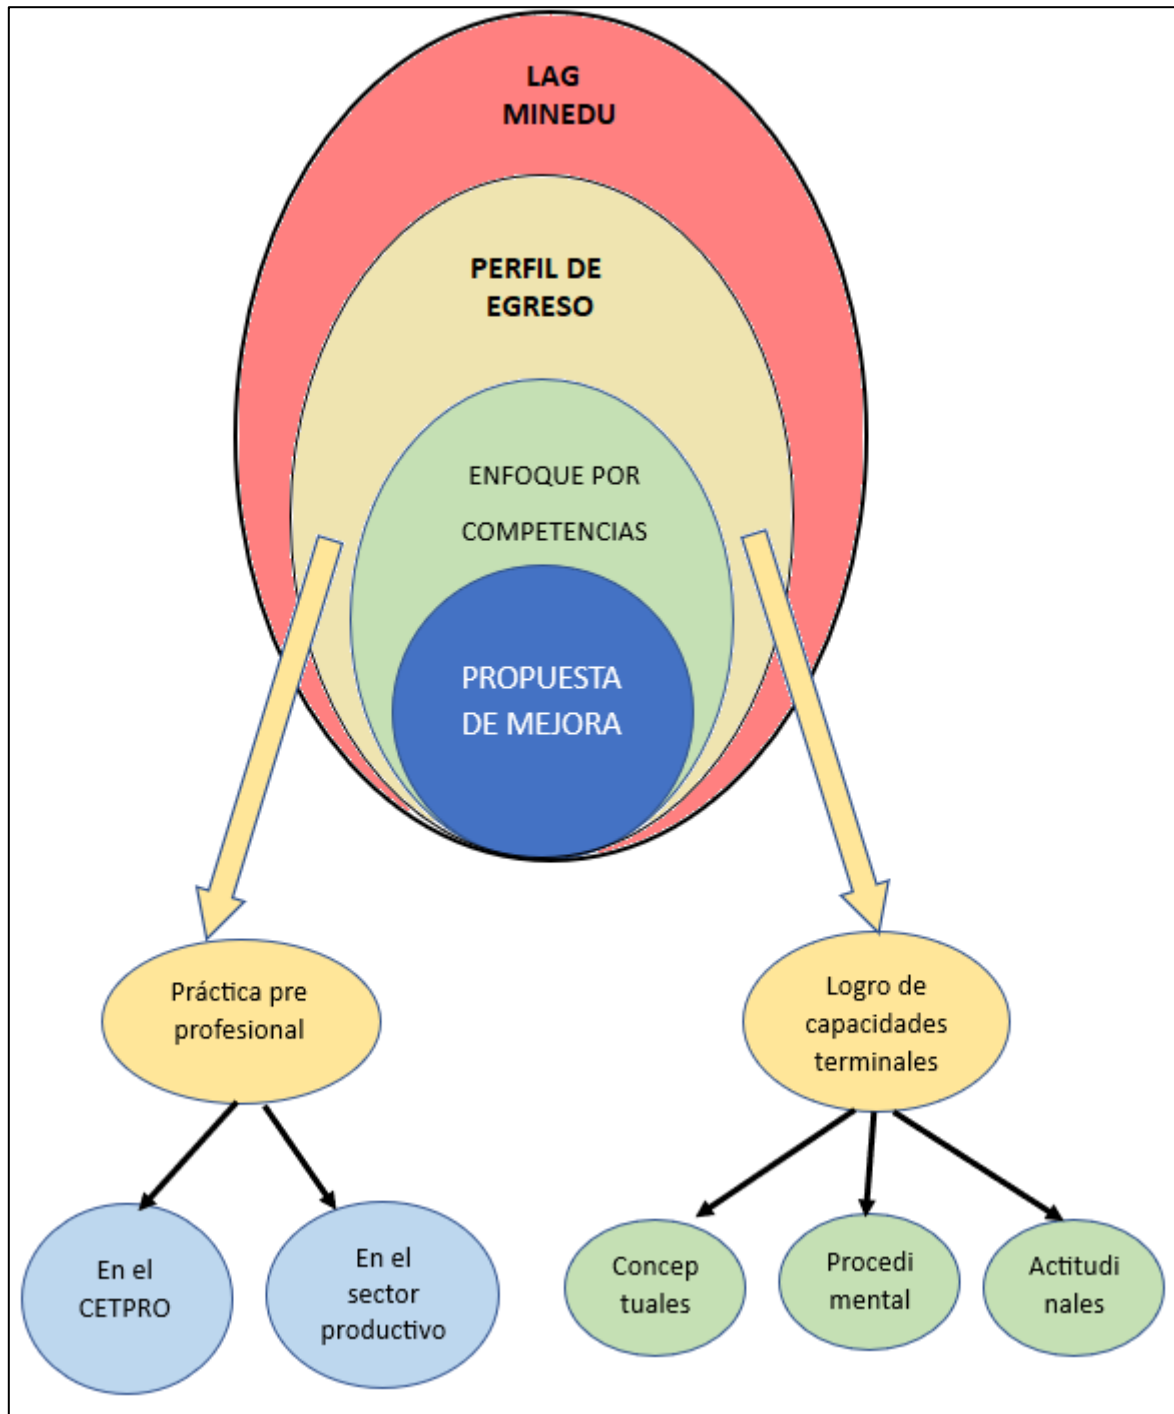 LAG
MINEDU
PERFIL DE
EGRESO
ENFOQUE POR
COMPETENCIAS
PROPUESTA
DE MEJORA
Práctica pre
profesional
Logro de
capacidades
terminales
En el
CETPRO
En el
sector
productivo
Concep
tuales
Procedi
mental
Actitudi
nales